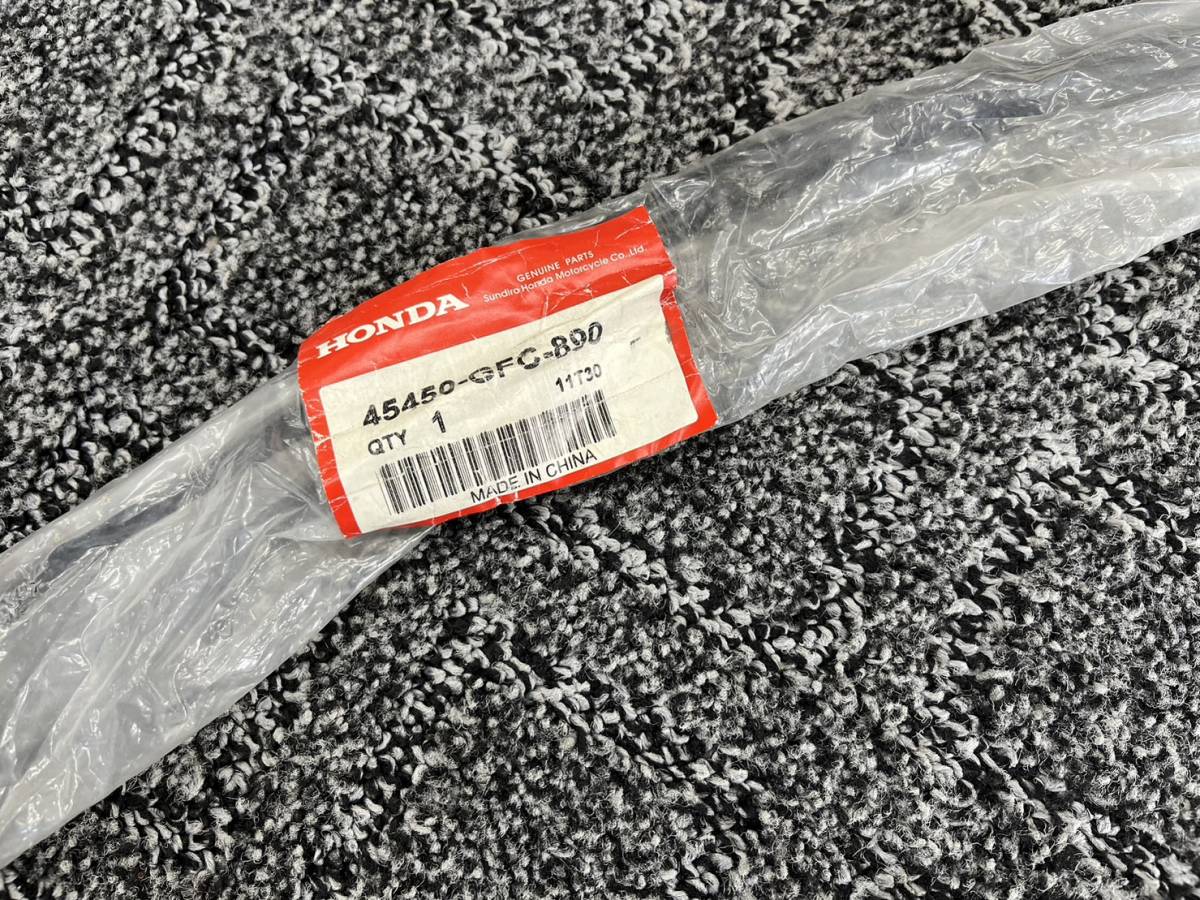 HONDA
GENUINE PARTS
Sundiro Honda Motorcycle Co.,Ltd.
45450-GFC-890
QTY 1
11T30
MADE IN CHINA